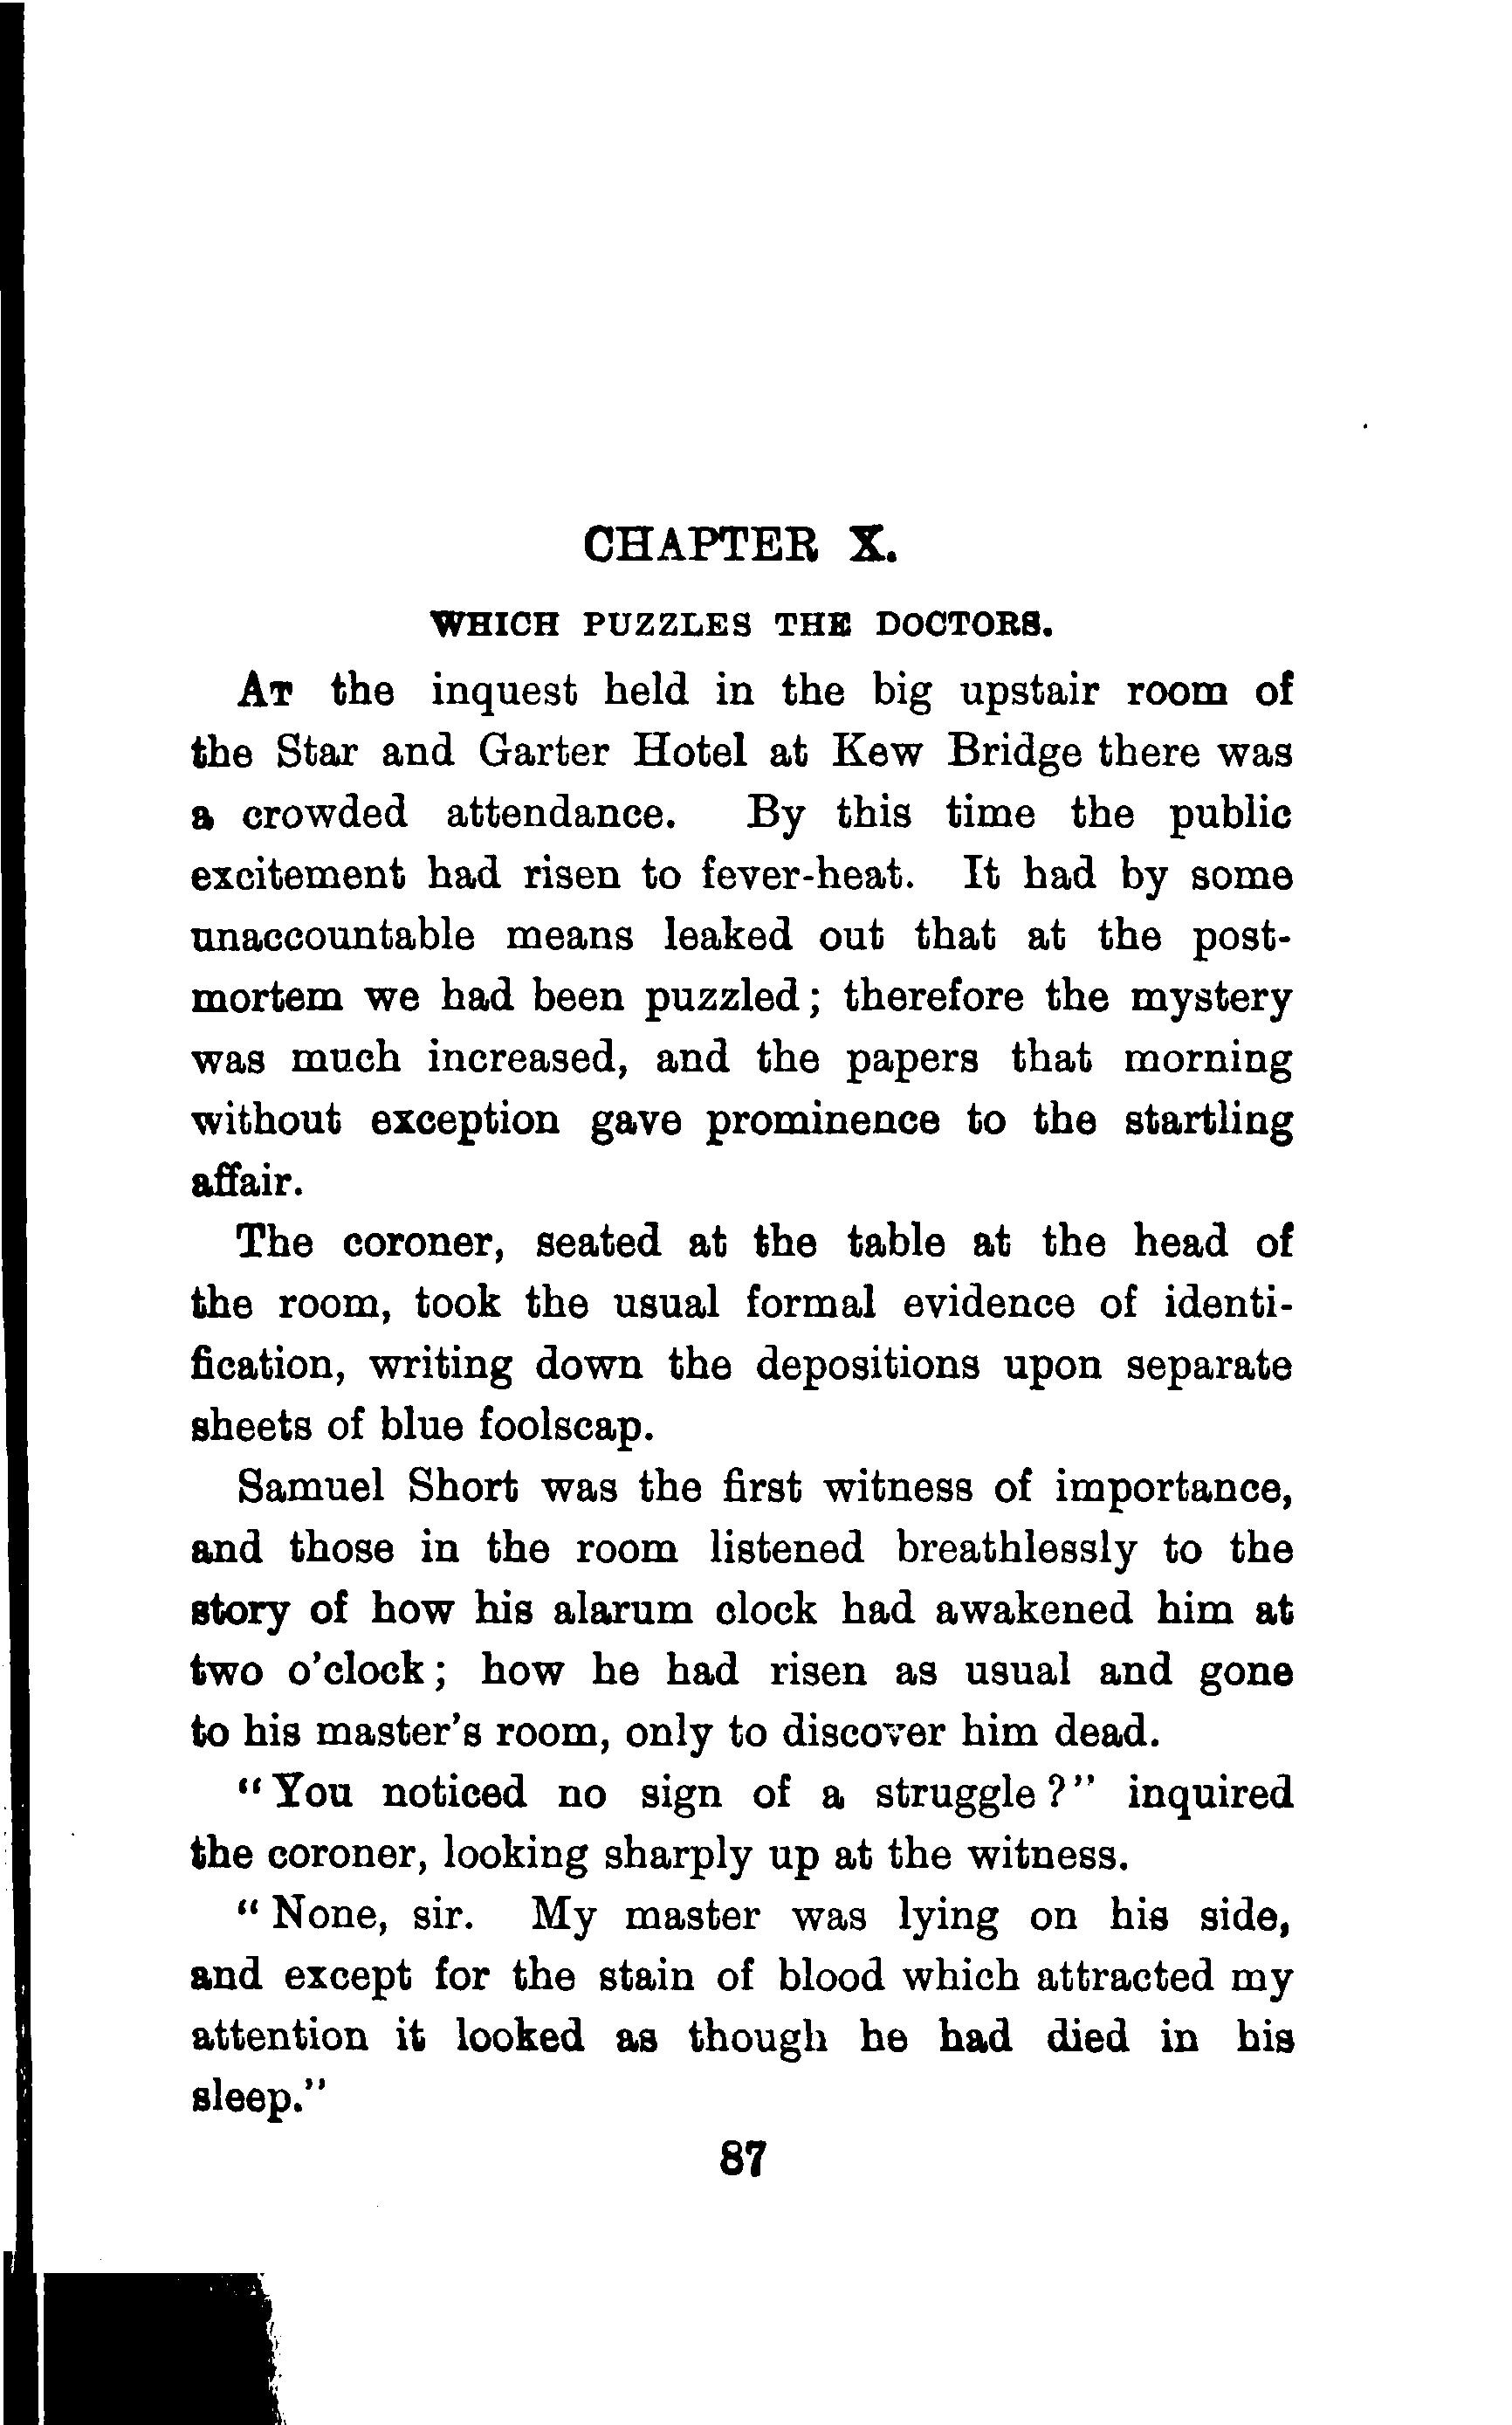 CHAPTER X.
WHICH PUZZLES THE DOCTORS.
AT the inquest held in the big upstair room of
the Star and Garter Hotel at Kew Bridge there was
a crowded attendance. By this time the public
excitement had risen to fever-heat. It had by some
unaccountable means leaked out that at the post-
mortem we had been puzzled; therefore the mystery
was much increased, and the papers that morning
without exception gave prominence to the startling
affair.
The coroner, seated at the table at the head of
the room, took the usual formal evidence of identi-
fication, writing down the depositions upon separate
sheets of blue foolscap.
Samuel Short was the first witness of importance,
and those in the room listened breathlessly to the
story of how his alarum clock had awakened him at
two o'clock; how he had risen as usual and gone
to his master's room, only to discover him dead.
"You noticed no sign of a struggle?" inquired
the coroner, looking sharply up at the witness.
"None, sir. My master was lying on his side,
and except for the stain of blood which attracted my
attention it looked as though he had died in his
sleep."
87